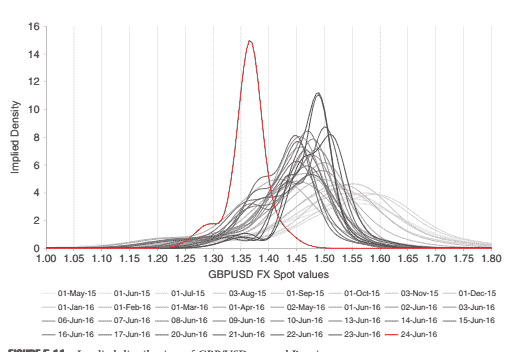 16
14
12
10
8
6
4
2
0
Implied Density
1.00 1.05 1.10 1.15 1.20 1.25 1.30 1.35 1.40 1.45 1.50 1.55 1.60 1.65 1.70 1.75 1.80
GBPUSD FX Spot values
01-May-15 01-Jun-15 01-Jul-15 03-Aug-15 01-Sep-15 01-Oct-15 03-Nov-15 01-Dec-15
01-Jan-16 01-Feb-16 01-Mar-16 01-Apr-16 02-May-16 01-Jun-16 02-Jun-16 03-Jun-16
06-Jun-16 07-Jun-16 08-Jun-16 09-Jun-16 10-Jun-16 13-Jun-16 14-Jun-16 15-Jun-16
16-Jun-16 17-Jun-16 20-Jun-16 21-Jun-16 22-Jun-16 23-Jun-16 24-Jun-16